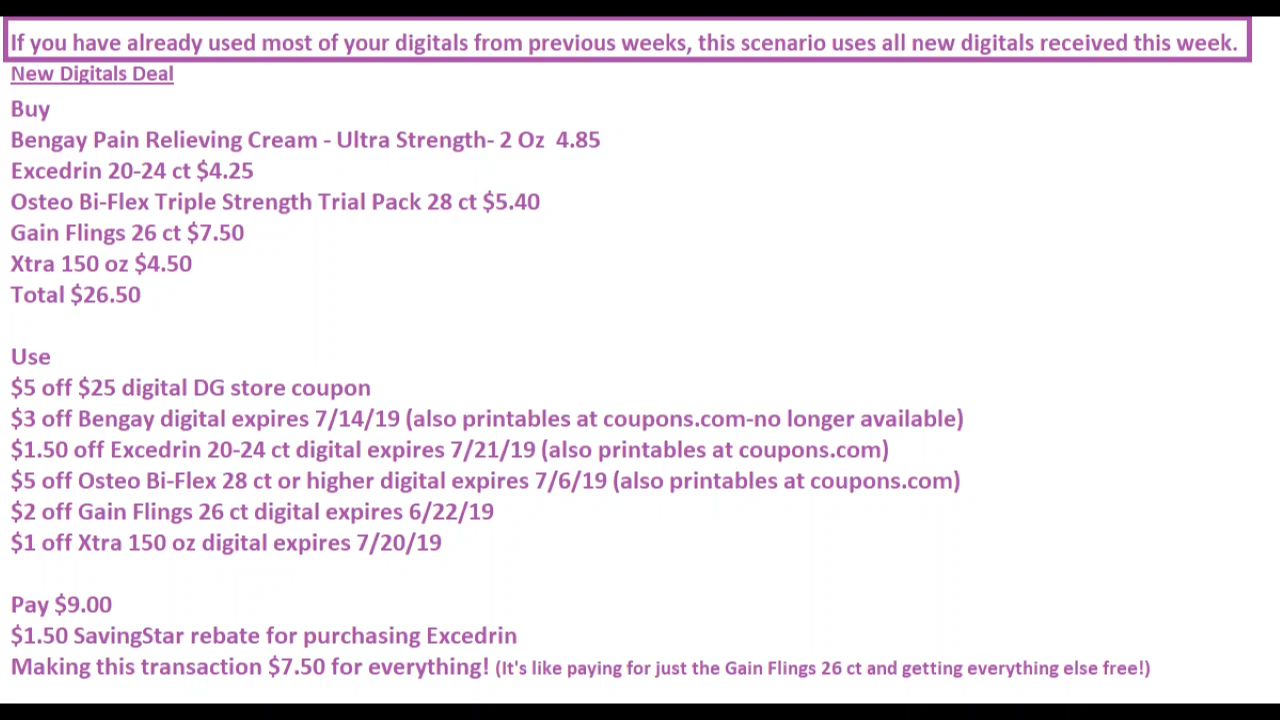 If you have already used most of your digitals from previous weeks, this scenario uses all new digitals received this week.
New Digitals Deal
Buy
Bengay Pain Relieving Cream - Ultra Strength- 2 Oz  4.85
Excedrin 20-24 ct $4.25
Osteo Bi-Flex Triple Strength Trial Pack 28 ct $5.40
Gain Flings 26 ct $7.50
Xtra 150 oz $4.50
Total $26.50
Use
$5 off $25 digital DG store coupon
$3 off Bengay digital expires 7/14/19 (also printables at coupons.com-no longer available)
$1.50 off Excedrin 20-24 ct digital expires 7/21/19 (also printables at coupons.com)
$5 off Osteo Bi-Flex 28 ct or higher digital expires 7/6/19 (also printables at coupons.com)
$2 off Gain Flings 26 ct digital expires 6/22/19
$1 off Xtra 150 oz digital expires 7/20/19
Pay $9.00
$1.50 SavingStar rebate for purchasing Excedrin
Making this transaction $7.50 for everything! (It's like paying for just the Gain Flings 26 ct and getting everything else free!)